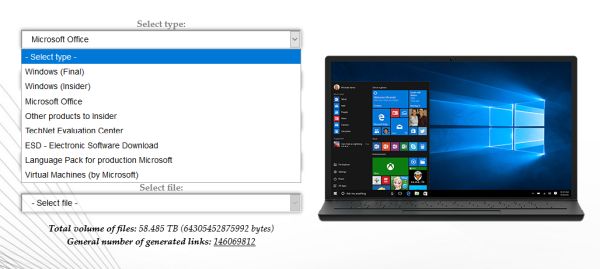 Select type:
Microsoft Office
- Select type -
Windows (Final)
Windows (Insider)
Microsoft Office
Other products to Insider
TechNet Evaluation Center
ESD - Electronic Software Download
Language Pack for production Microsoft
Virtual Machines (by Microsoft)
Select file:
- Select file -
Total volume of files: 58.485 TB (64305452875992 bytes)
General number of generated links: 146069812